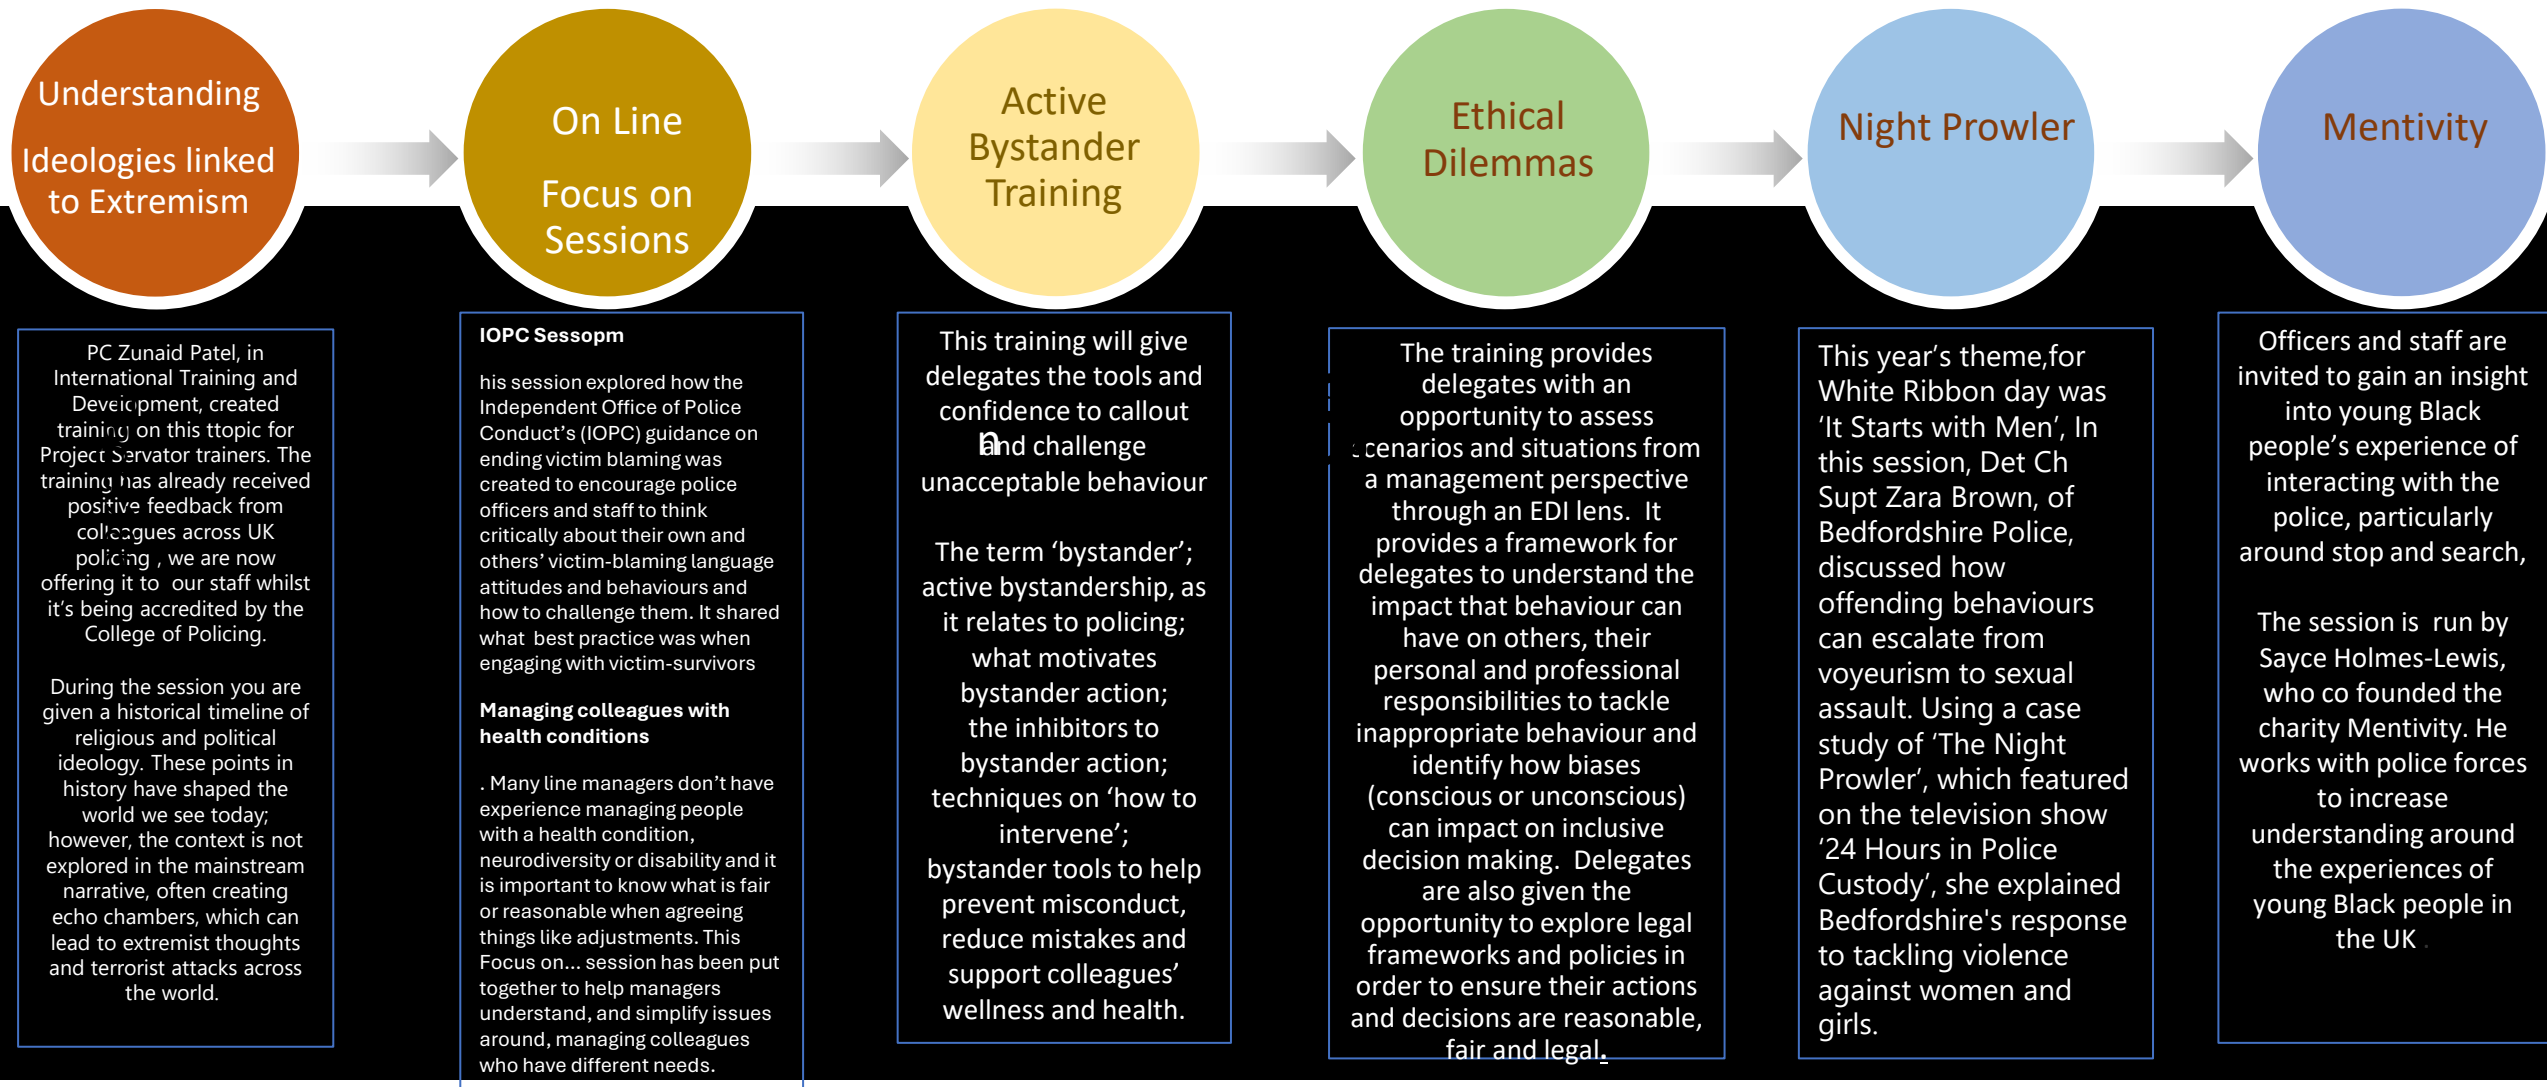 Understanding
Ideologies linked
to Extremism
On Line
Focus on
Sessions
Active
Bystander
Training
Ethical
Dilemmas
Night Prowler
Mentivity
PC Zunaid Patel, in
International Training and
Development, created
training on this ttopic for
Project Servator trainers. The
training has already received
positive feedback from
colleagues across UK
policing , we are now
offering it to our staff whilst
it's being accredited by the
College of Policing.
During the session you are
given a historical timeline of
religious and political
ideology. These points in
history have shaped the
world we see today;
however, the context is not
explored in the mainstream
narrative, often creating
echo chambers, which can
lead to extremist thoughts
and terrorist attacks across
the world.
IOPC Sessopm
his session explored how the
Independent Office of Police
Conduct's (IOPC) guidance on
ending victim blaming was
created to encourage police
officers and staff to think
critically about their own and
others' victim-blaming language
attitudes and behaviours and
how to challenge them. It shared
what best practice was when
engaging with victim-survivors
Managing colleagues with
health conditions
. Many line managers don't have
experience managing people
with a health condition,
neurodiversity or disability and it
is important to know what is fair
or reasonable when agreeing
things like adjustments. This
Focus on... session has been put
together to help managers
understand, and simplify issues
around, managing colleagues
who have different needs.
This training will give
delegates the tools and
confidence to callout
and challenge
unacceptable behaviour
The term 'bystander';
active bystandership, as
it relates to policing;
what motivates
bystander action;
the inhibitors to
bystander action;
techniques on 'how to
intervene';
bystander tools to help
prevent misconduct,
reduce mistakes and
support colleagues'
wellness and health.
The training provides
delegates with an
opportunity to assess
scenarios and situations from
a management perspective
through an EDI lens. It
provides a framework for
delegates to understand the
impact that behaviour can
have on others, their
personal and professional
responsibilities to tackle
inappropriate behaviour and
identify how biases
(conscious or unconscious)
can impact on inclusive
decision making. Delegates
are also given the
opportunity to explore legal
frameworks and policies in
order to ensure their actions
and decisions are reasonable,
fair and legal.
This year's theme,for
White Ribbon day was
'It Starts with Men', In
this session, Det Ch
Supt Zara Brown, of
Bedfordshire Police,
discussed how
offending behaviours
can escalate from
voyeurism to sexual
assault. Using a case
study of 'The Night
Prowler', which featured
on the television show
'24 Hours in Police
Custody', she explained
Bedfordshire's response
to tackling violence
against women and
girls.
Officers and staff are
invited to gain an insight
into young Black
people's experience of
interacting with the
police, particularly
around stop and search,
The session is run by
Sayce Holmes-Lewis,
who co founded the
charity Mentivity. He
works with police forces
to increase
understanding around
the experiences of
young Black people in
the UK .